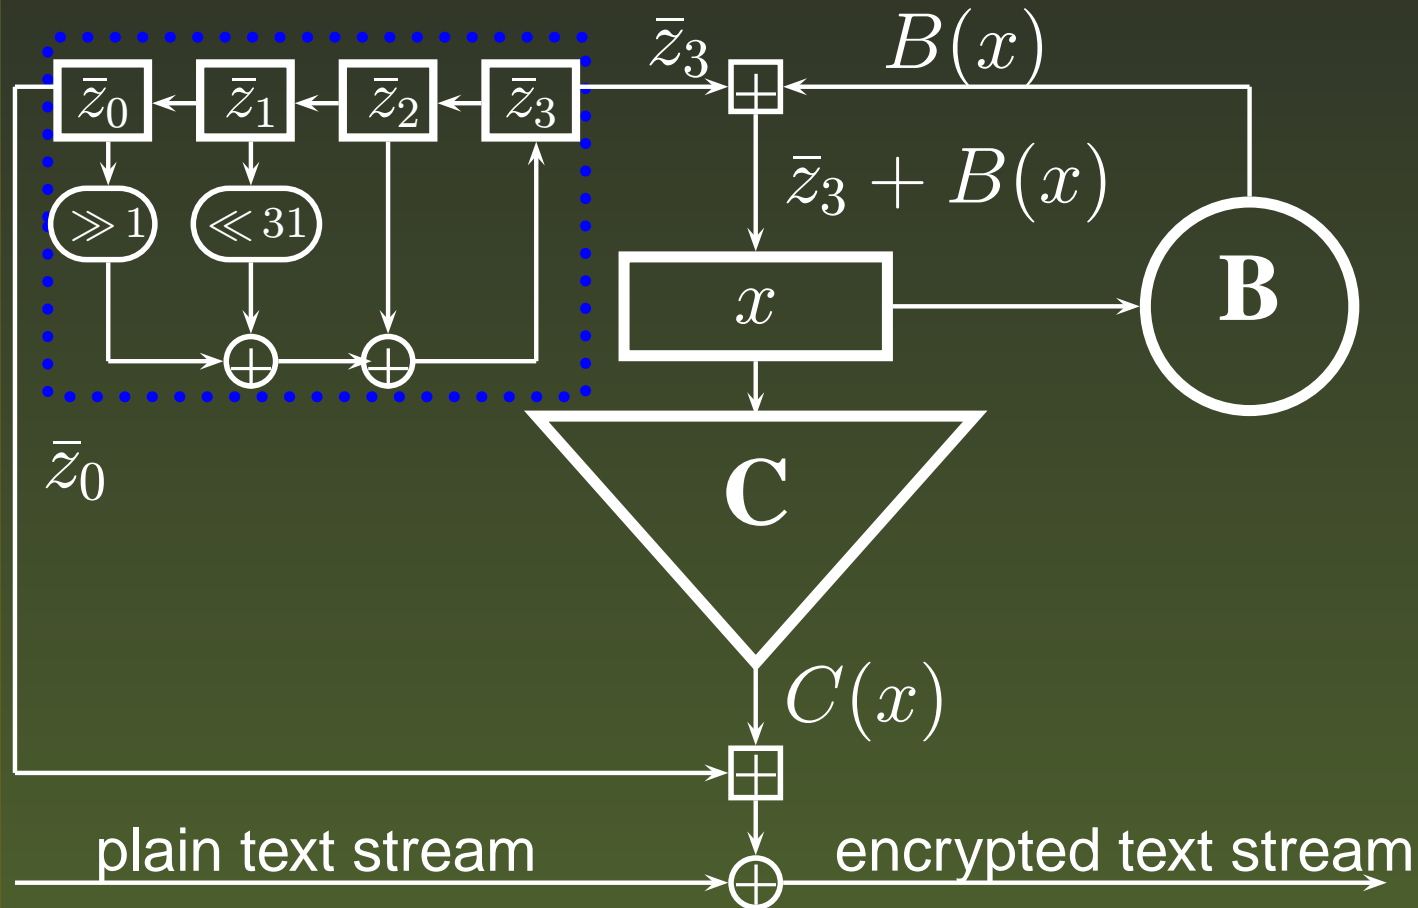 z̄₃
B(x)
z̄₀
z̄₁
z̄₂
z̄₃
z̄₃ + B(x)
≫ 1
≪ 31
x
B
z̄₀
C
C(x)
plain text stream
encrypted text stream